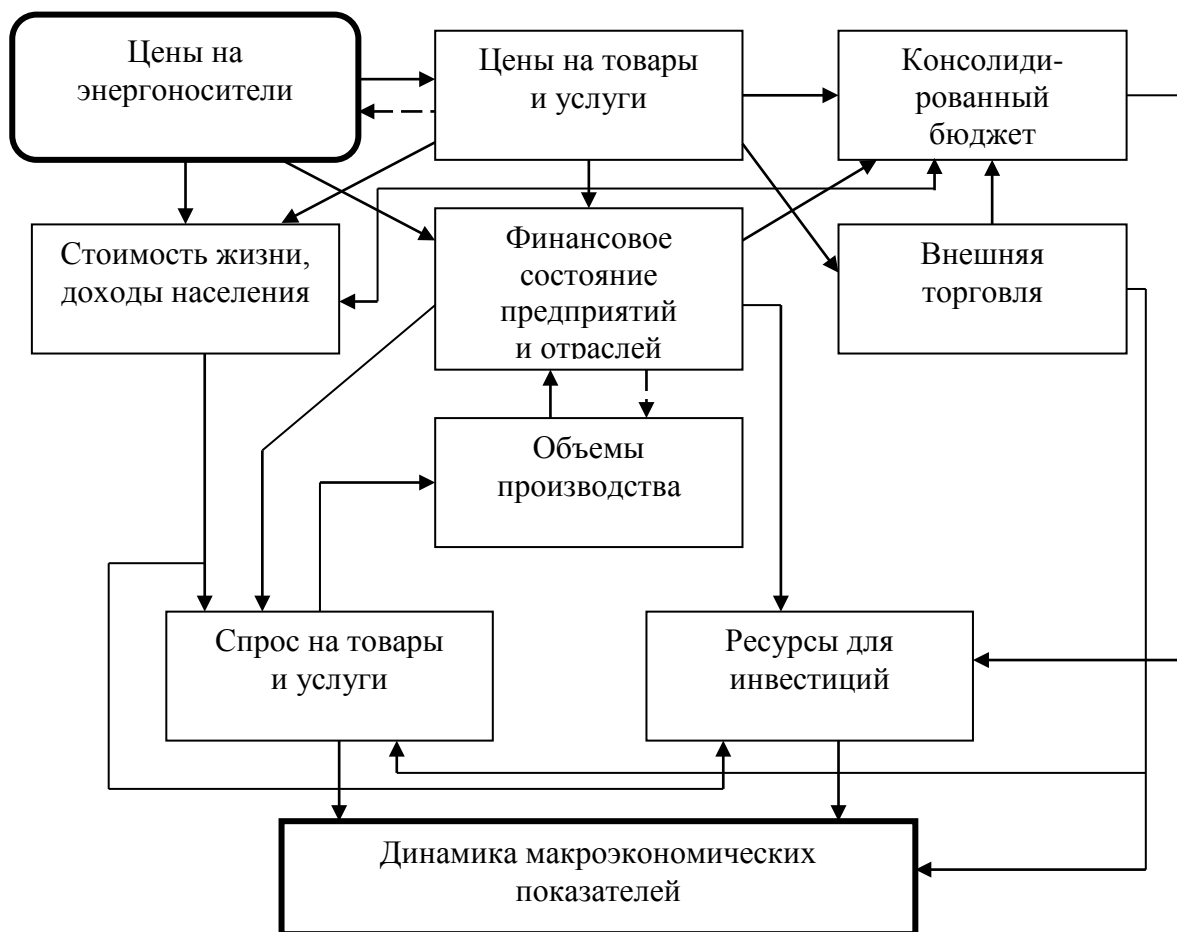 Цены на
энергоносители
Цены на товары
и услуги
Консолиди-
рованный
бюджет
Стоимость жизни,
доходы населения
Финансовое
состояние
предприятий
и отраслей
Внешняя
торговля
Объемы
производства
Спрос на товары
и услуги
Ресурсы для
инвестиций
Динамика макроэкономических
показателей